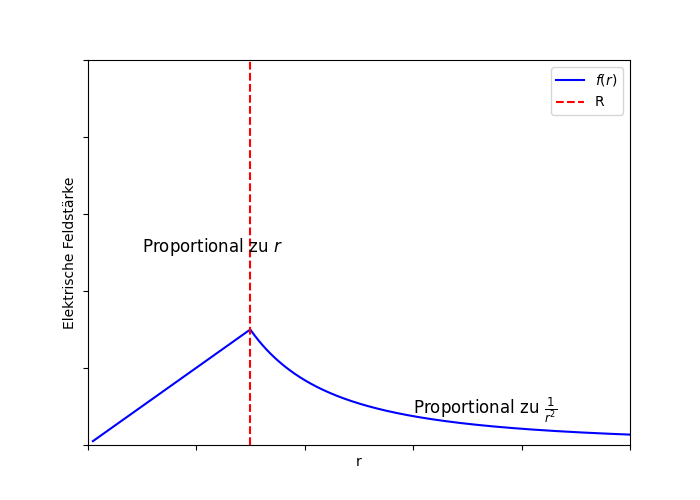 f(r)
R
Elektrische Feldstärke
Proportional zu r
Proportional zu 1/r²
r